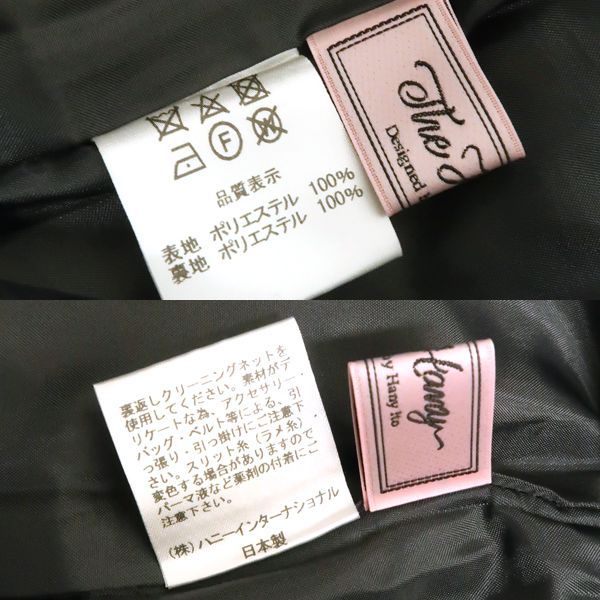 F
W
品質表示
表地 ポリエステル 100%
裏地 ポリエステル 100%
The
Designed
裏返しクリーニングネットを
使用してください。素材がデ
リケートな為、アクセサリー・
バッグ・ベルト等による、引
っ張り・引っ掛けにご注意下
さい。スリット糸(ラメ糸)が
変色する場合がありますので
パーマ液など薬剤の付着にご
注意下さい。
(株)ハニーインターナショナル
日本製
Hany
by Hany Ito